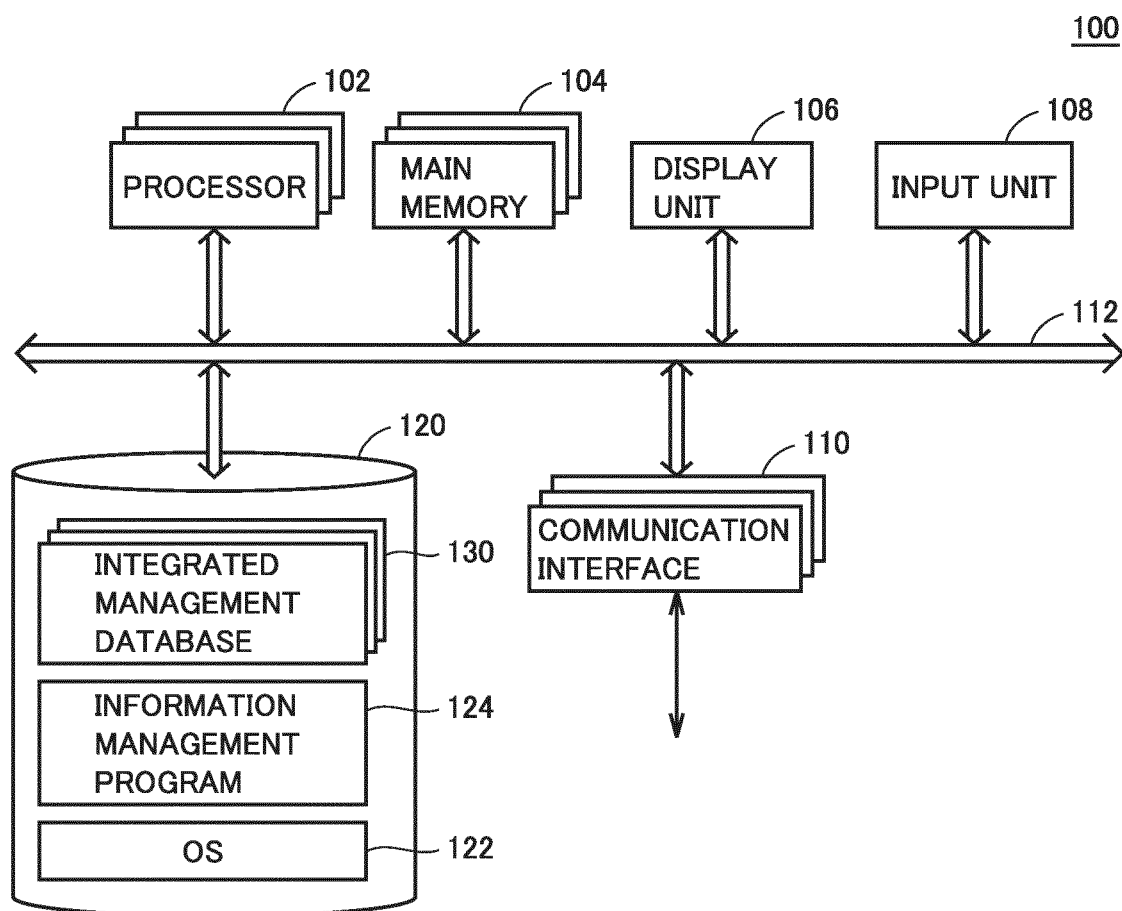 100
102
104
106
108
PROCESSOR
MAIN
MEMORY
DISPLAY
UNIT
INPUT UNIT
112
120
110
INTEGRATED
MANAGEMENT
DATABASE
130
COMMUNICATION
INTERFACE
INFORMATION
MANAGEMENT
PROGRAM
124
OS
122